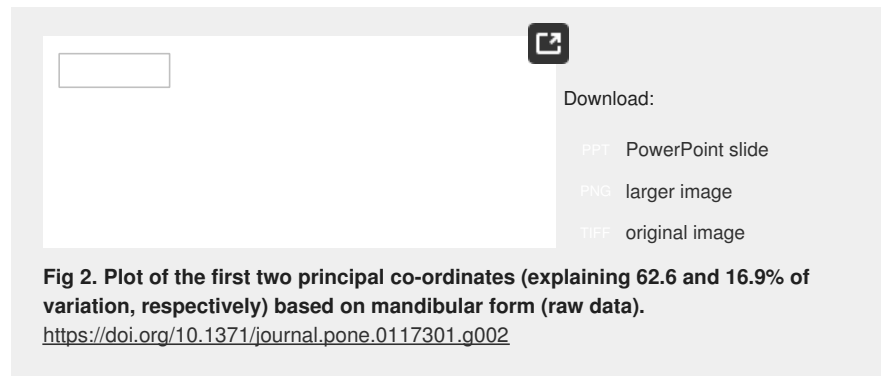 Download:
PPT PowerPoint slide
PNG larger image
TIFF original image
Fig 2. Plot of the first two principal co-ordinates (explaining 62.6 and 16.9% of
variation, respectively) based on mandibular form (raw data).
https://doi.org/10.1371/journal.pone.0117301.g002